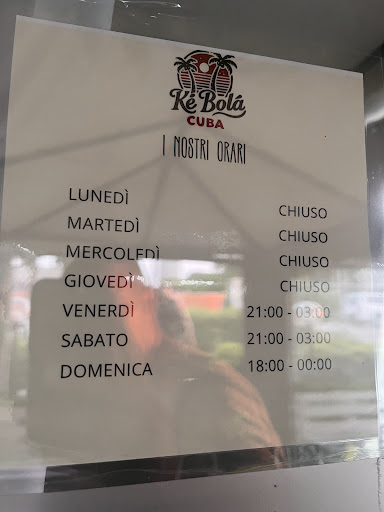 Ké Bolá
CUBA
I NOSTRI ORARI
LUNEDÌ CHIUSO
MARTEDÌ CHIUSO
MERCOLEDÌ CHIUSO
GIOVEDÌ CHIUSO
VENERDÌ 21:00 - 03:00
SABATO 21:00 - 03:00
DOMENICA 18:00 - 00:00